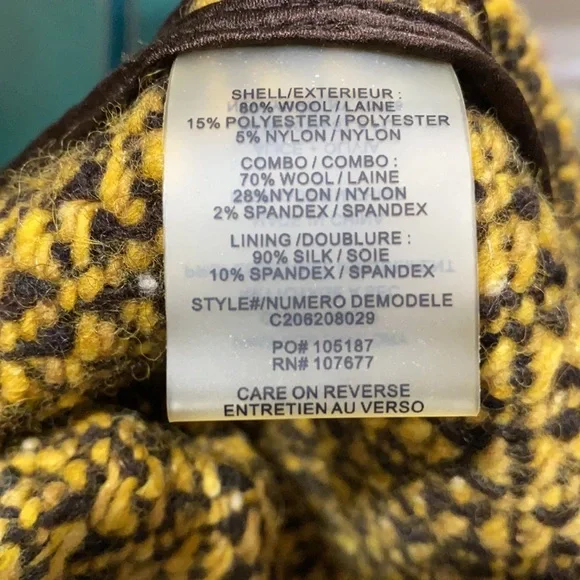 SHELL/EXTERIEUR :
80% WOOL / LAINE
15% POLYESTER / POLYESTER
5% NYLON / NYLON
COMBO / COMBO :
70% WOOL / LAINE
28%NYLON / NYLON
2% SPANDEX / SPANDEX
LINING /DOUBLURE :
90% SILK / SOIE
10% SPANDEX / SPANDEX
STYLE#/NUMERO DEMODELE
C206208029
PO# 105187
RN# 107677
CARE ON REVERSE
ENTRETIEN AU VERSO